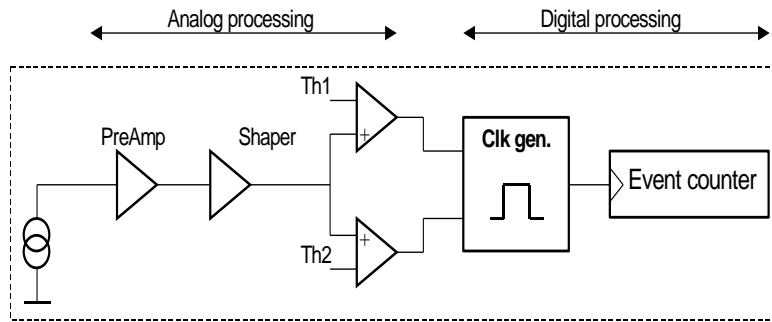 Analog processing
Digital processing
Th1
PreAmp
Shaper
+
Clk gen.
Event counter
+
Th2